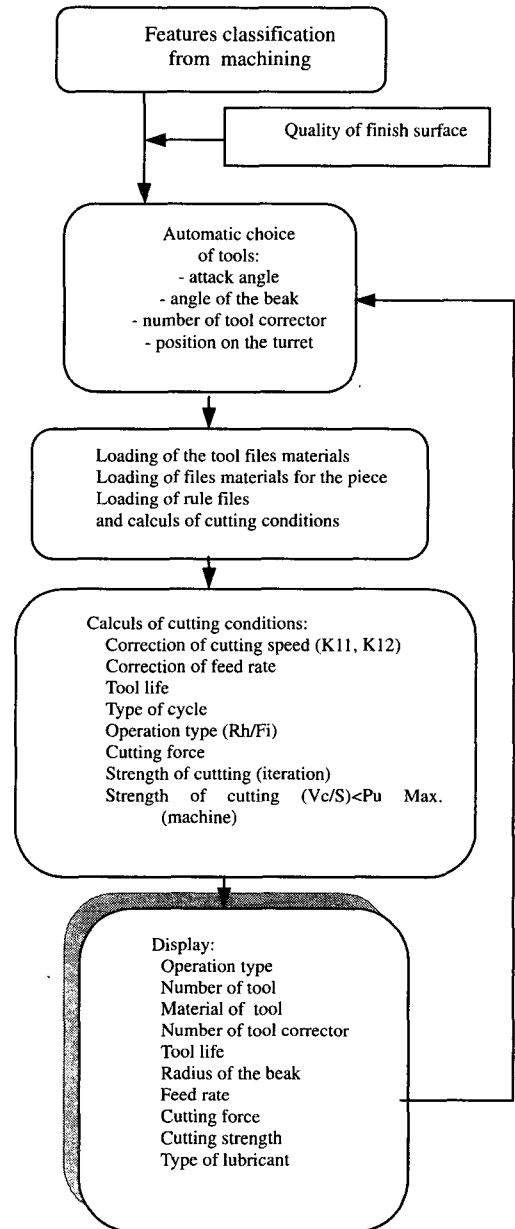 Features classification
from machining
Quality of finish surface
Automatic choice
of tools:
- attack angle
- angle of the beak
- number of tool corrector
- position on the turret
Loading of the tool files materials
Loading of files materials for the piece
Loading of rule files
and calculs of cutting conditions
Calculs of cutting conditions:
Correction of cutting speed (K11, K12)
Correction of feed rate
Tool life
Type of cycle
Operation type (Rh/Fi)
Cutting force
Strength of cuttting (iteration)
Strength of cutting (Vc/S)<Pu Max.
(machine)
Display:
Operation type
Number of tool
Material of tool
Number of tool corrector
Tool life
Radius of the beak
Feed rate
Cutting force
Cutting strength
Type of lubricant